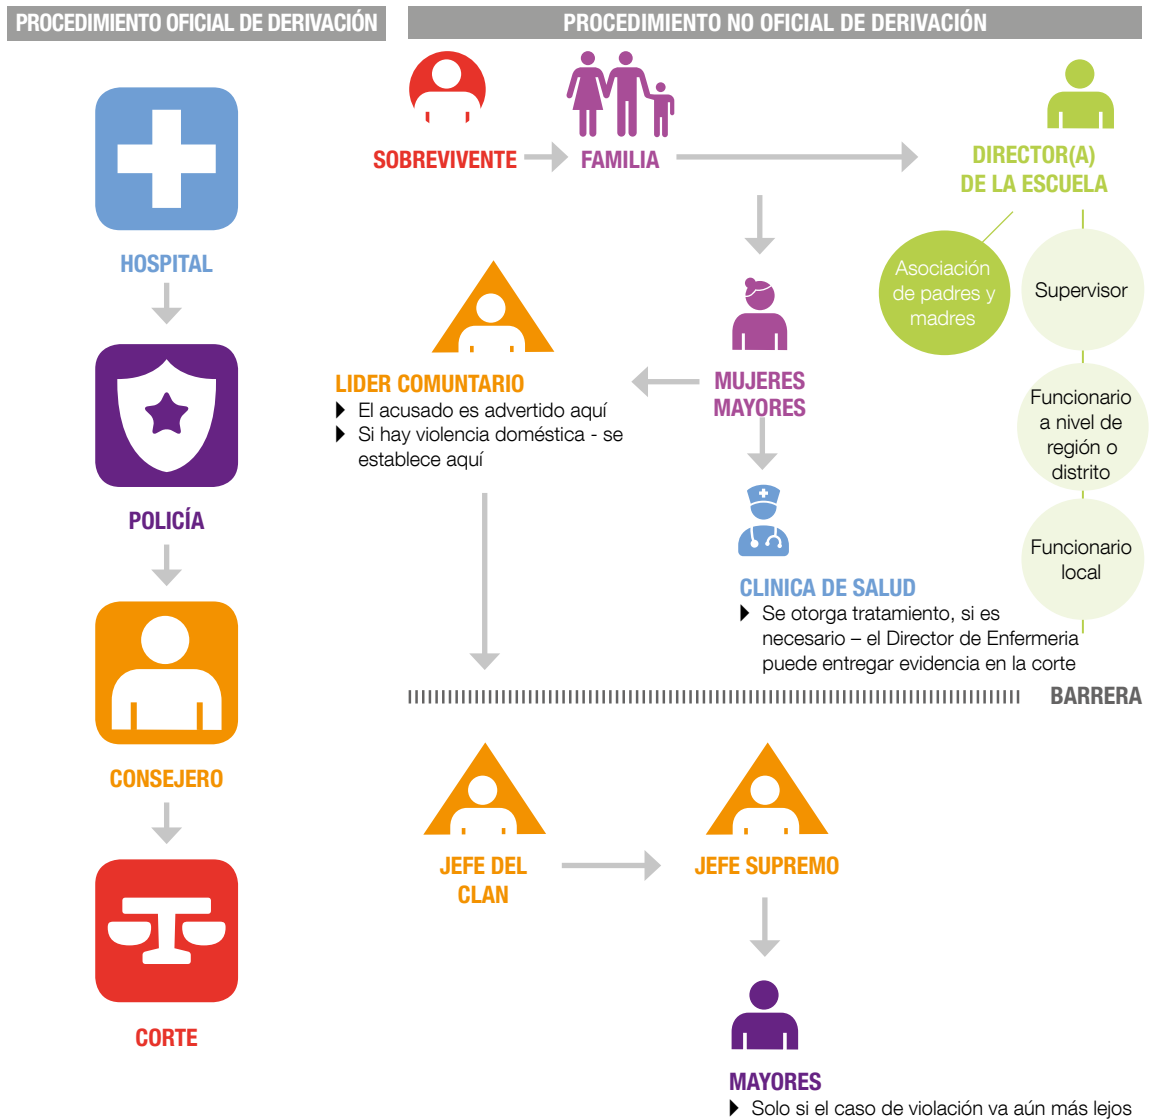 PROCEDIMIENTO OFICIAL DE DERIVACIÓN
HOSPITAL
POLICÍA
CONSEJERO
CORTE
PROCEDIMIENTO NO OFICIAL DE DERIVACIÓN
SOBREVIVENTE
FAMILIA
DIRECTOR(A)
DE LA ESCUELA
Asociación
de padres y
madres
Supervisor
Funcionario
a nivel de
región o
distrito
Funcionario
local
MUJERES
MAYORES
LIDER COMUNTARIO
El acusado es advertido aquí
Si hay violencia doméstica - se
establece aquí
CLINICA DE SALUD
Se otorga tratamiento, si es
necesario – el Director de Enfermeria
puede entregar evidencia en la corte
BARRERA
JEFE DEL
CLAN
JEFE SUPREMO
MAYORES
Solo si el caso de violación va aún más lejos